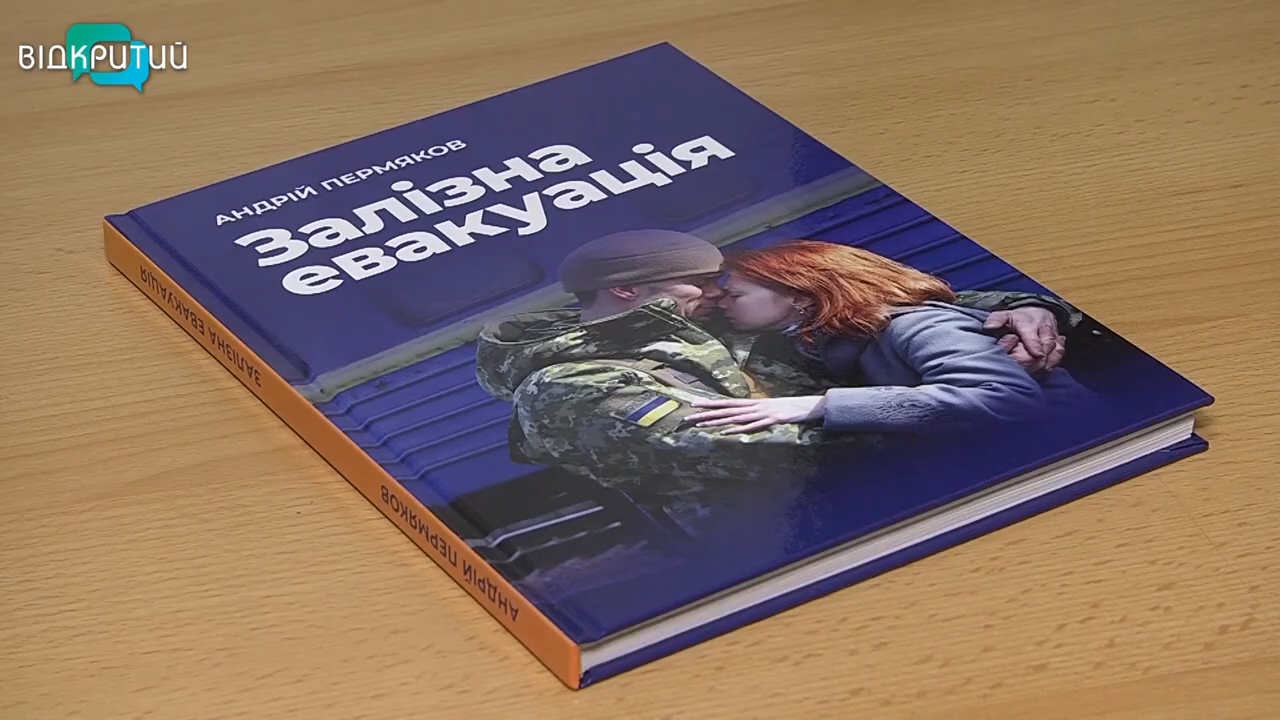 ВІДКРИТИЙ
АНДРІЙ ПЕРМЯКОВ
Залізна
евакуація
ЗАЛІЗНА ЕВАКУАЦІЯ
АНДРІЙ ПЕРМЯКОВ